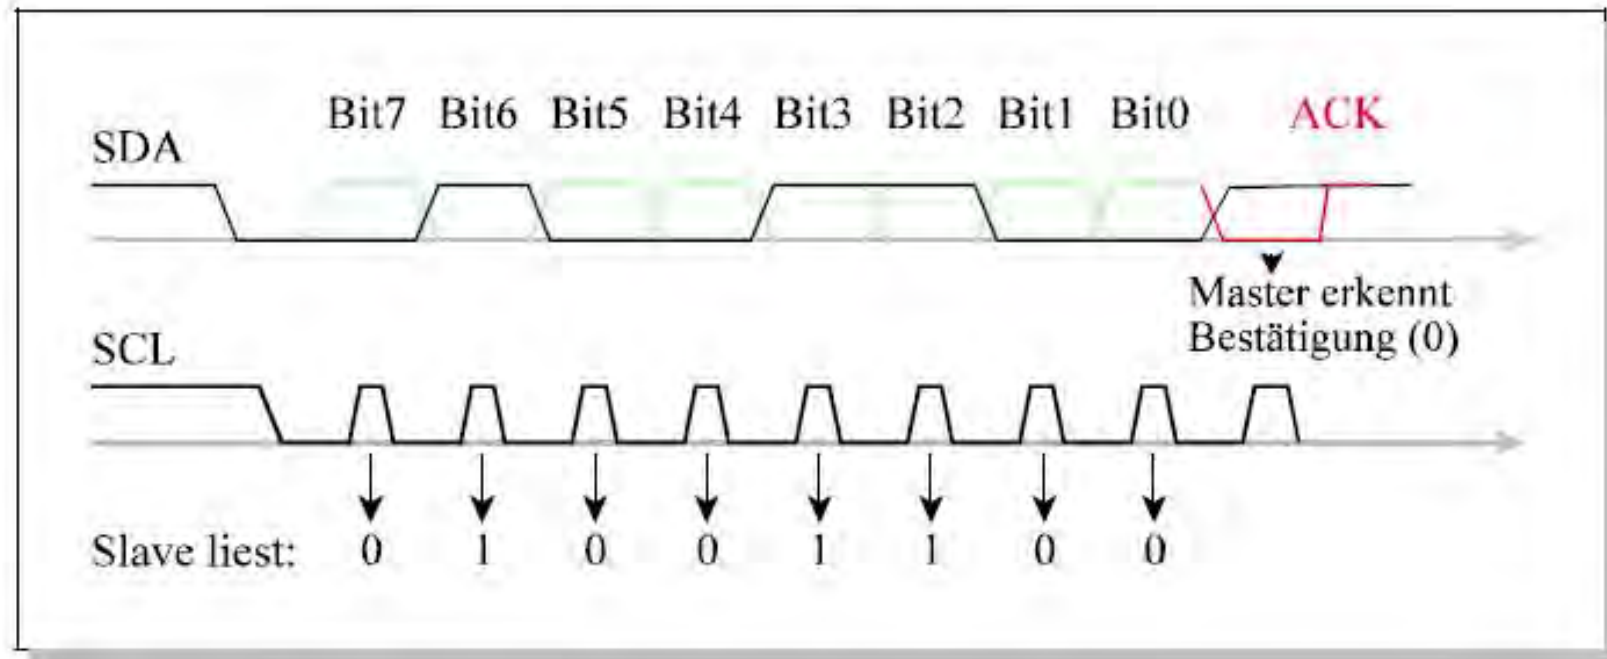 Bit7 Bit6 Bit5 Bit4 Bit3 Bit2 Bit1 Bit0 ACK
SDA
Master erkennt
Bestätigung (0)
SCL
Slave liest: 0 1 0 0 1 1 0 0